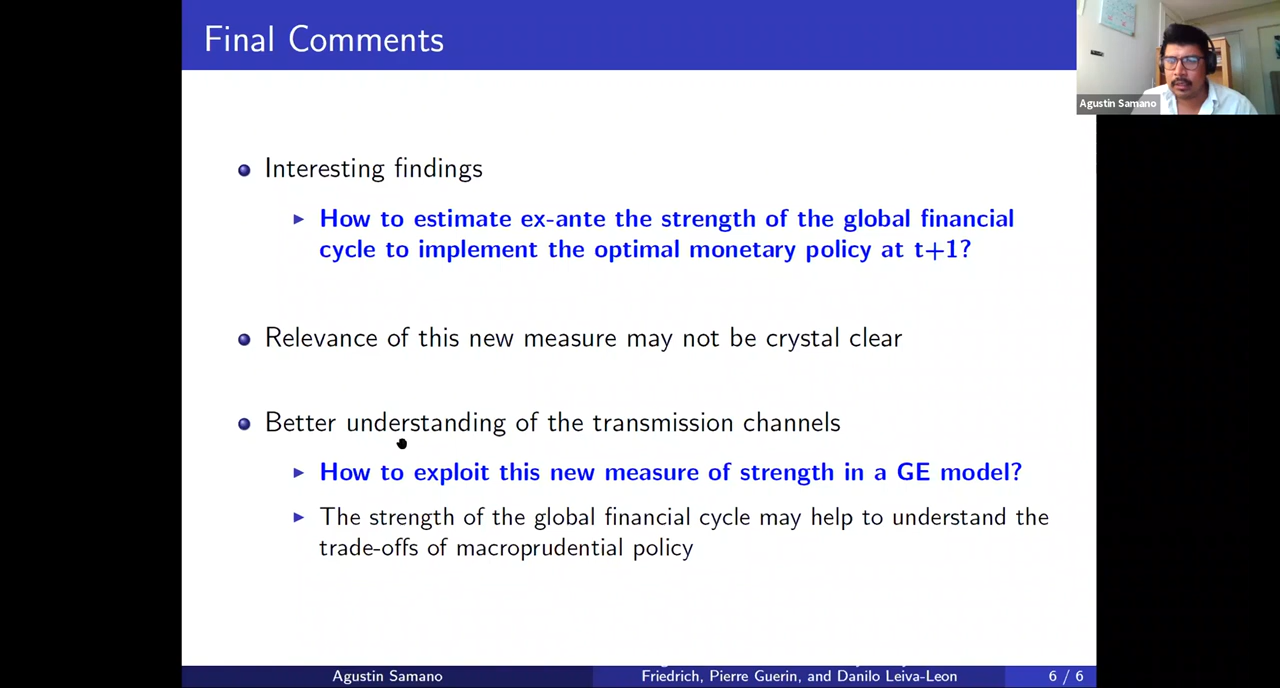 Final Comments
Agustin Samano
Interesting findings
How to estimate ex-ante the strength of the global financial
cycle to implement the optimal monetary policy at t+1?
Relevance of this new measure may not be crystal clear
Better understanding of the transmission channels
How to exploit this new measure of strength in a GE model?
The strength of the global financial cycle may help to understand the
trade-offs of macroprudential policy
Agustin Samano
Friedrich, Pierre Guerin, and Danilo Leiva-Leon
6 / 6